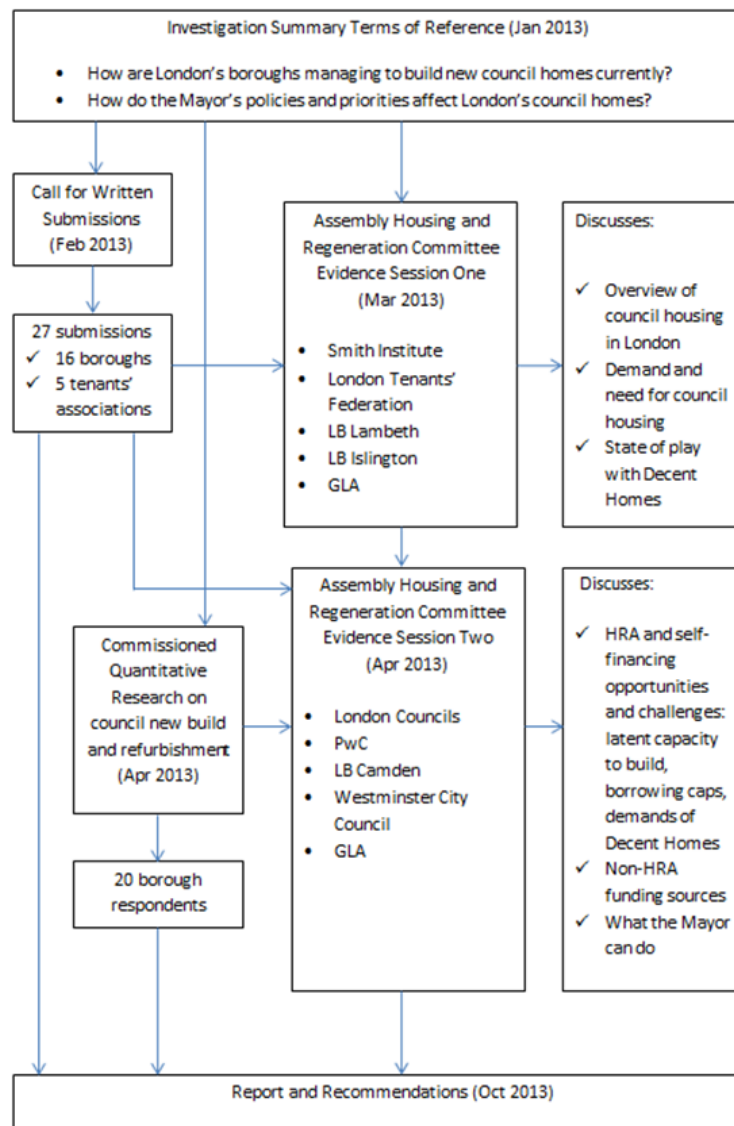 Investigation Summary Terms of Reference (Jan 2013)
• How are London's boroughs managing to build new council homes currently?
• How do the Mayor's policies and priorities affect London's council homes?
Call for Written
Submissions
(Feb 2013)
27 submissions
✓ 16 boroughs
✓ 5 tenants'
associations
Assembly Housing and
Regeneration Committee
Evidence Session One
(Mar 2013)
• Smith Institute
• London Tenants'
Federation
• LB Lambeth
• LB Islington
• GLA
Discusses:
✓ Overview of
council housing
in London
✓ Demand and
need for council
housing
✓ State of play
with Decent
Homes
Commissioned
Quantitative
Research on
council new build
and refurbishment
(Apr 2013)
20 borough
respondents
Assembly Housing and
Regeneration Committee
Evidence Session Two
(Apr 2013)
• London Councils
• PwC
• LB Camden
• Westminster City
Council
• GLA
Discusses:
✓ HRA and self-
financing
opportunities
and challenges:
latent capacity
to build,
borrowing caps,
demands of
Decent Homes
✓ Non-HRA
funding sources
✓ What the Mayor
can do
Report and Recommendations (Oct 2013)